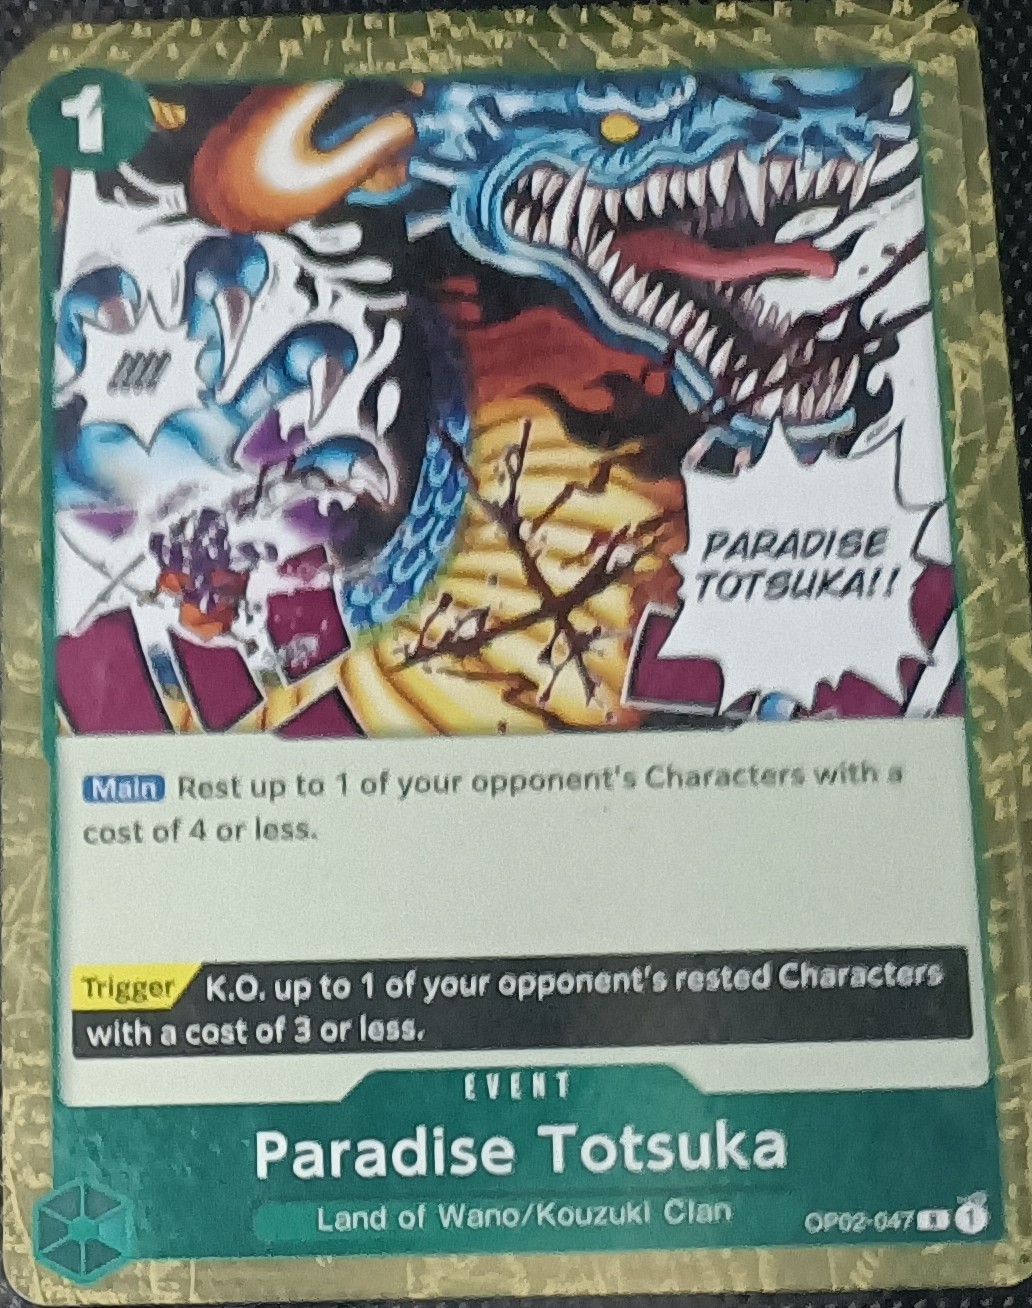 1
!!!!
PARADISE
TOTSUKA!!
Main Rest up to 1 of your opponent's Characters with a
cost of 4 or less.
Trigger K.O. up to 1 of your opponent's rested Characters
with a cost of 3 or less.
EVENT
Paradise Totsuka
Land of Wano/Kouzuki Clan
OP02-047 R 1